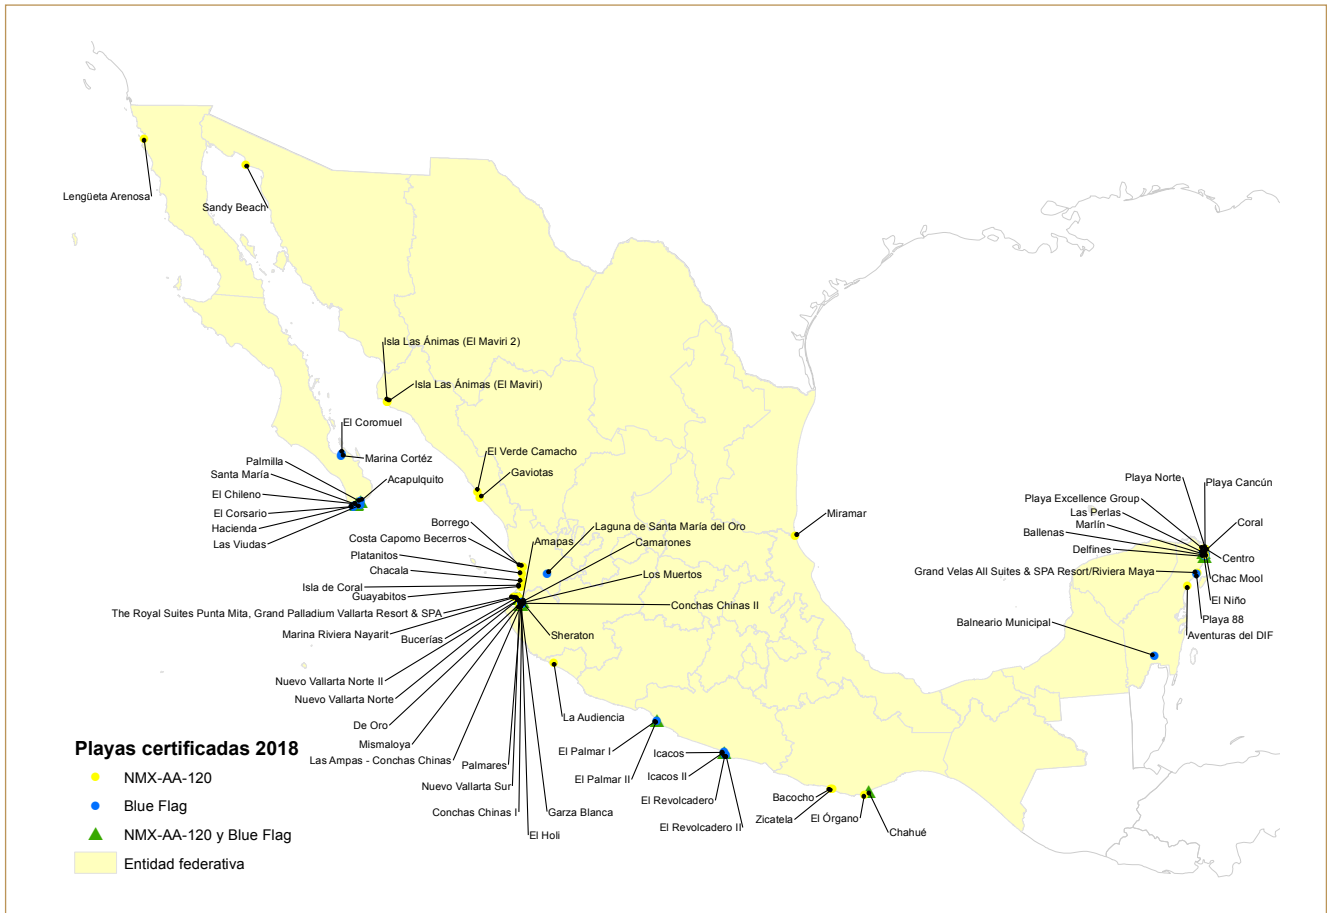 Lengüeta Arenosa
Sandy Beach
Isla Las Ánimas (El Maviri 2)
Isla Las Ánimas (El Maviri)
El Coromuel
Marina Cortéz
Palmilla
Santa María
Acapulquito
El Chileno
El Corsario
Hacienda
Las Viudas
El Verde Camacho
Gaviotas
Borrego
Costa Capomo Becerros
Platanitos
Chacala
Isla de Coral
Guayabitos
The Royal Suites Punta Mita, Grand Palladium Vallarta Resort & SPA
Marina Riviera Nayarit
Bucerías
Nuevo Vallarta Norte II
Nuevo Vallarta Norte
De Oro
Mismaloya
Las Ampas - Conchas Chinas
Palmares
Nuevo Vallarta Sur
Conchas Chinas I
El Holi
Garza Blanca
Laguna de Santa María del Oro
Amapas
Camarones
Los Muertos
Conchas Chinas II
Sheraton
La Audiencia
El Palmar I
El Palmar II
Icacos
Icacos II
El Revolcadero
El Revolcadero II
Bacocho
Zicatela
El Órgano
Chahué
Miramar
Playa Norte
Playa Cancún
Playa Excellence Group
Las Perlas
Marlín
Coral
Ballenas
Delfines
Centro
Grand Velas All Suites & SPA Resort/Riviera Maya
Chac Mool
El Niño
Playa 88
Balneario Municipal
Aventuras del DIF
Playas certificadas 2018
NMX-AA-120
Blue Flag
NMX-AA-120 y Blue Flag
Entidad federativa